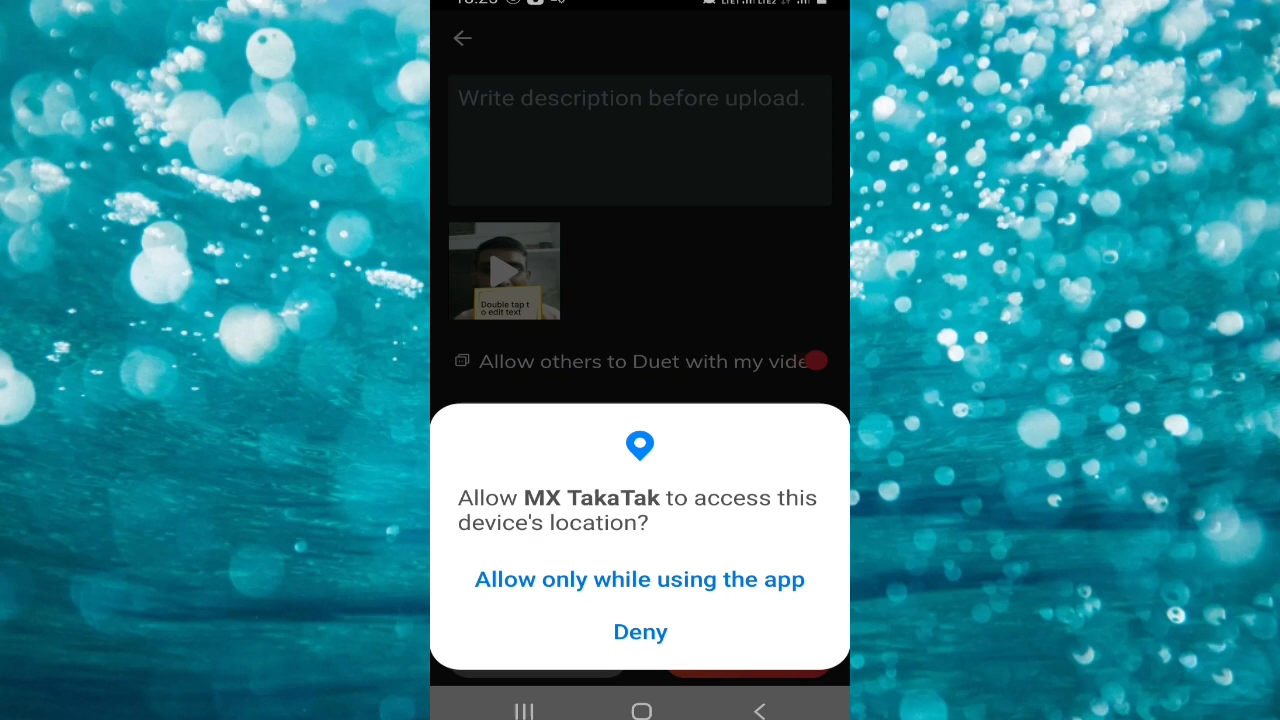 Write description before upload.
Double tap t
o edit text
Allow others to Duet with my vide
Allow MX TakaTak to access this
device's location?
Allow only while using the app
Deny